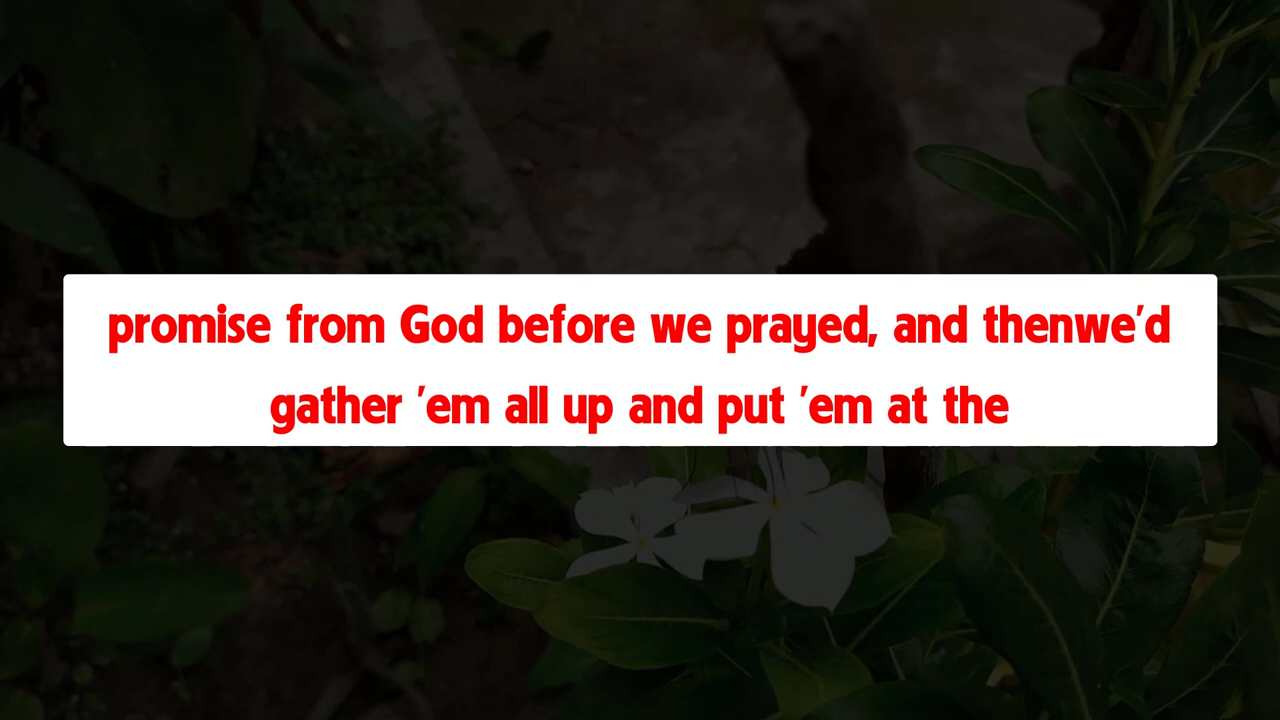 promise from God before we prayed, and thenwe'd
gather 'em all up and put 'em at the